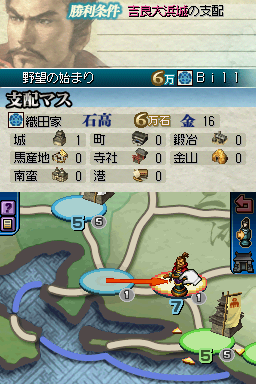 勝利条件 吉良大浜城の支配
野望の始まり 6万 Bill
支配マス
織田家 石高 6万石 金 16
城 1 町 0 鍛冶 0
馬産地 0 寺社 0 金山 0
南蛮 0 港 0
?
5 5
1 1
7
5 5